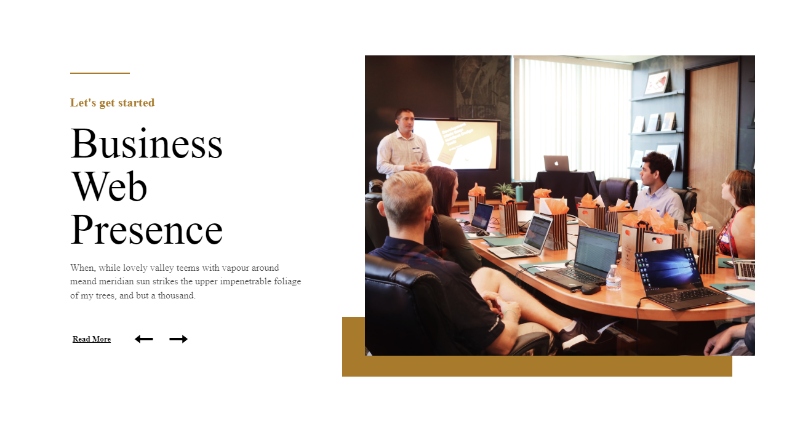 Let's get started
Business
Web
Presence
When, while lovely valley teems with vapour around
meand meridian sun strikes the upper impenetrable foliage
of my trees, and but a thousand.
Read More